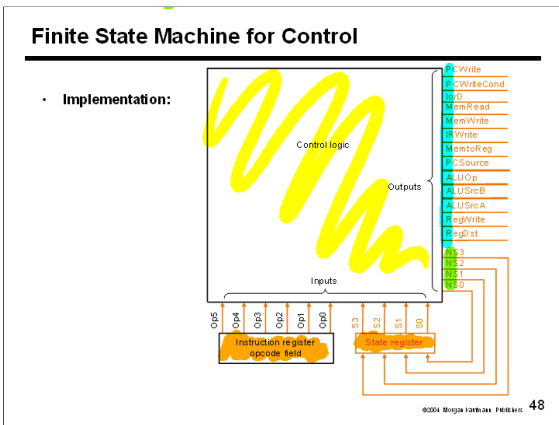 Finite State Machine for Control
• Implementation:
PCWrite
PCWriteCond
IorD
MemRead
MemWrite
IRWrite
MemtoReg
PCSource
ALUOp
ALUSrcB
ALUSrcA
RegWrite
RegDst
NS3
NS2
NS1
NS0
Control logic
Outputs
Inputs
Op5
Op4
Op3
Op2
Op1
Op0
S3
S2
S1
S0
Instruction register
opcode field
State register
©2004 Morgan Kaufmann Publishers
48